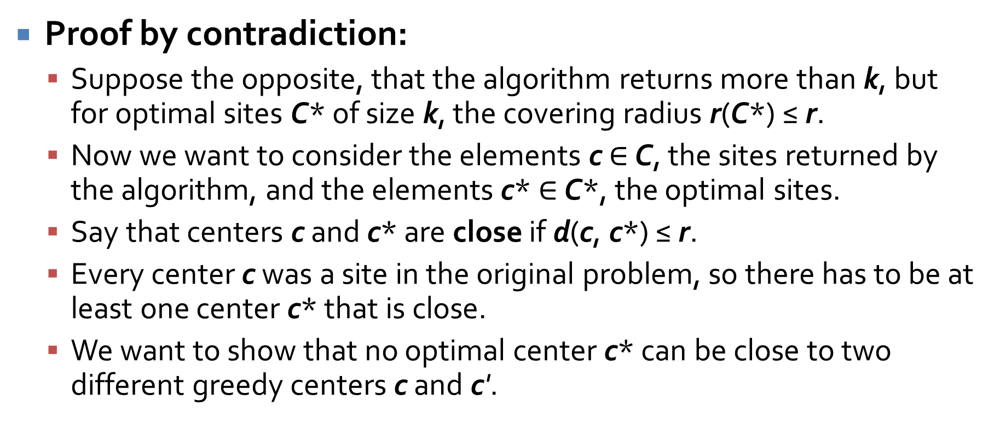 Proof by contradiction:
Suppose the opposite, that the algorithm returns more than k, but
for optimal sites C* of size k, the covering radius r(C*) ≤ r.
Now we want to consider the elements c ∈ C, the sites returned by
the algorithm, and the elements c* ∈ C*, the optimal sites.
Say that centers c and c* are close if d(c, c*) ≤ r.
Every center c was a site in the original problem, so there has to be at
least one center c* that is close.
We want to show that no optimal center c* can be close to two
different greedy centers c and c'.